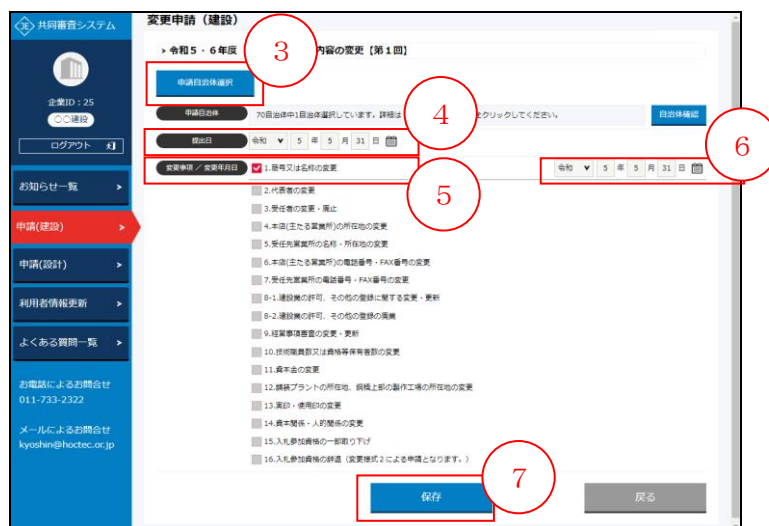 共同審査システム
企業ID：25
〇〇建設
ログアウト
お知らせ一覧
申請(建設)
申請(設計)
利用者情報更新
よくある質問一覧
お電話によるお問合せ
011-733-2322
メールによるお問合せ
kyoshin@hoctec.or.jp
変更申請（建設）
令和５・６年度
内容の変更【第１回】
3
申請自治体選択
申請自治体
70自治体中1自治体選択しています。詳細は
をクリックしてください。
自治体確認
4
提出日
令和 5 年 5 月 31 日
6
変更事項 / 変更年月日
1.商号又は名称の変更
令和 5 年 5 月 31 日
5
2.代表者の変更
3.受任者の変更・廃止
4.本店(主たる営業所)の所在地の変更
5.受任先営業所の名称・所在地の変更
6.本店(主たる営業所)の電話番号・FAX番号の変更
7.受任先営業所の電話番号・FAX番号の変更
8-1.建設業の許可、その他の登録に関する変更・更新
8-2.建設業の許可、その他の登録の廃業
9.経営事項審査の変更・更新
10.技術職員数又は資格等保有者数の変更
11.資本金の変更
12.舗装プラントの所在地、鋼橋上部の製作工場の所在地の変更
13.実印・使用印の変更
14.資本関係・人的関係の変更
15.入札参加資格の一部取り下げ
16.入札参加資格の辞退（変更様式２による申請となります。）
7
保存
戻る